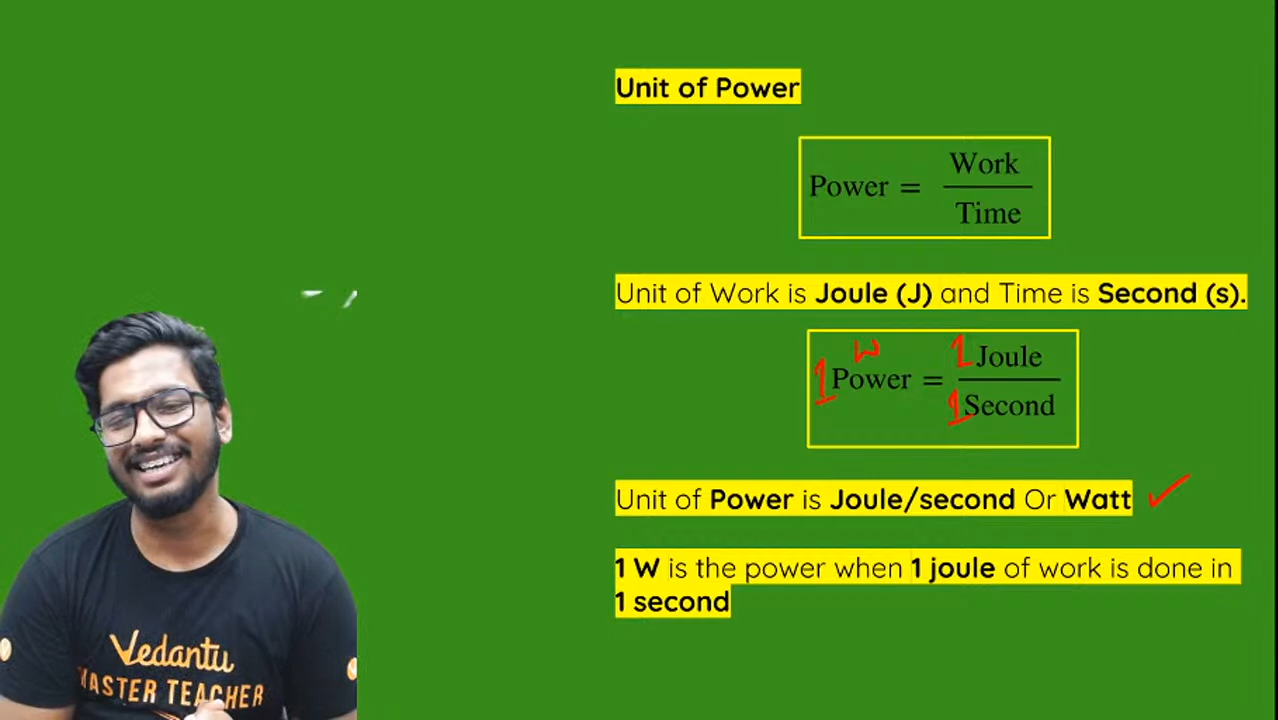 Unit of Power
Power = Work / Time
Unit of Work is Joule (J) and Time is Second (s).
1 Power W = 1 Joule / 1 Second
Unit of Power is Joule/second Or Watt
1 W is the power when 1 joule of work is done in
1 second
Vedantu
MASTER TEACHER